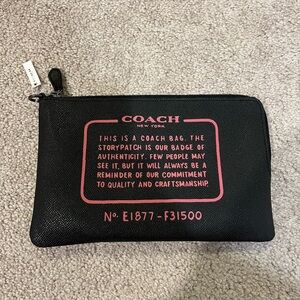 COACH
NEW YORK
THIS IS A COACH BAG. THE
STORYPATCH IS OUR BADGE OF
AUTHENTICITY. FEW PEOPLE MAY
SEE IT, BUT IT WILL ALWAYS BE A
REMINDER OF OUR COMMITMENT
TO QUALITY AND CRAFTSMANSHIP.
No. E1877-F31500